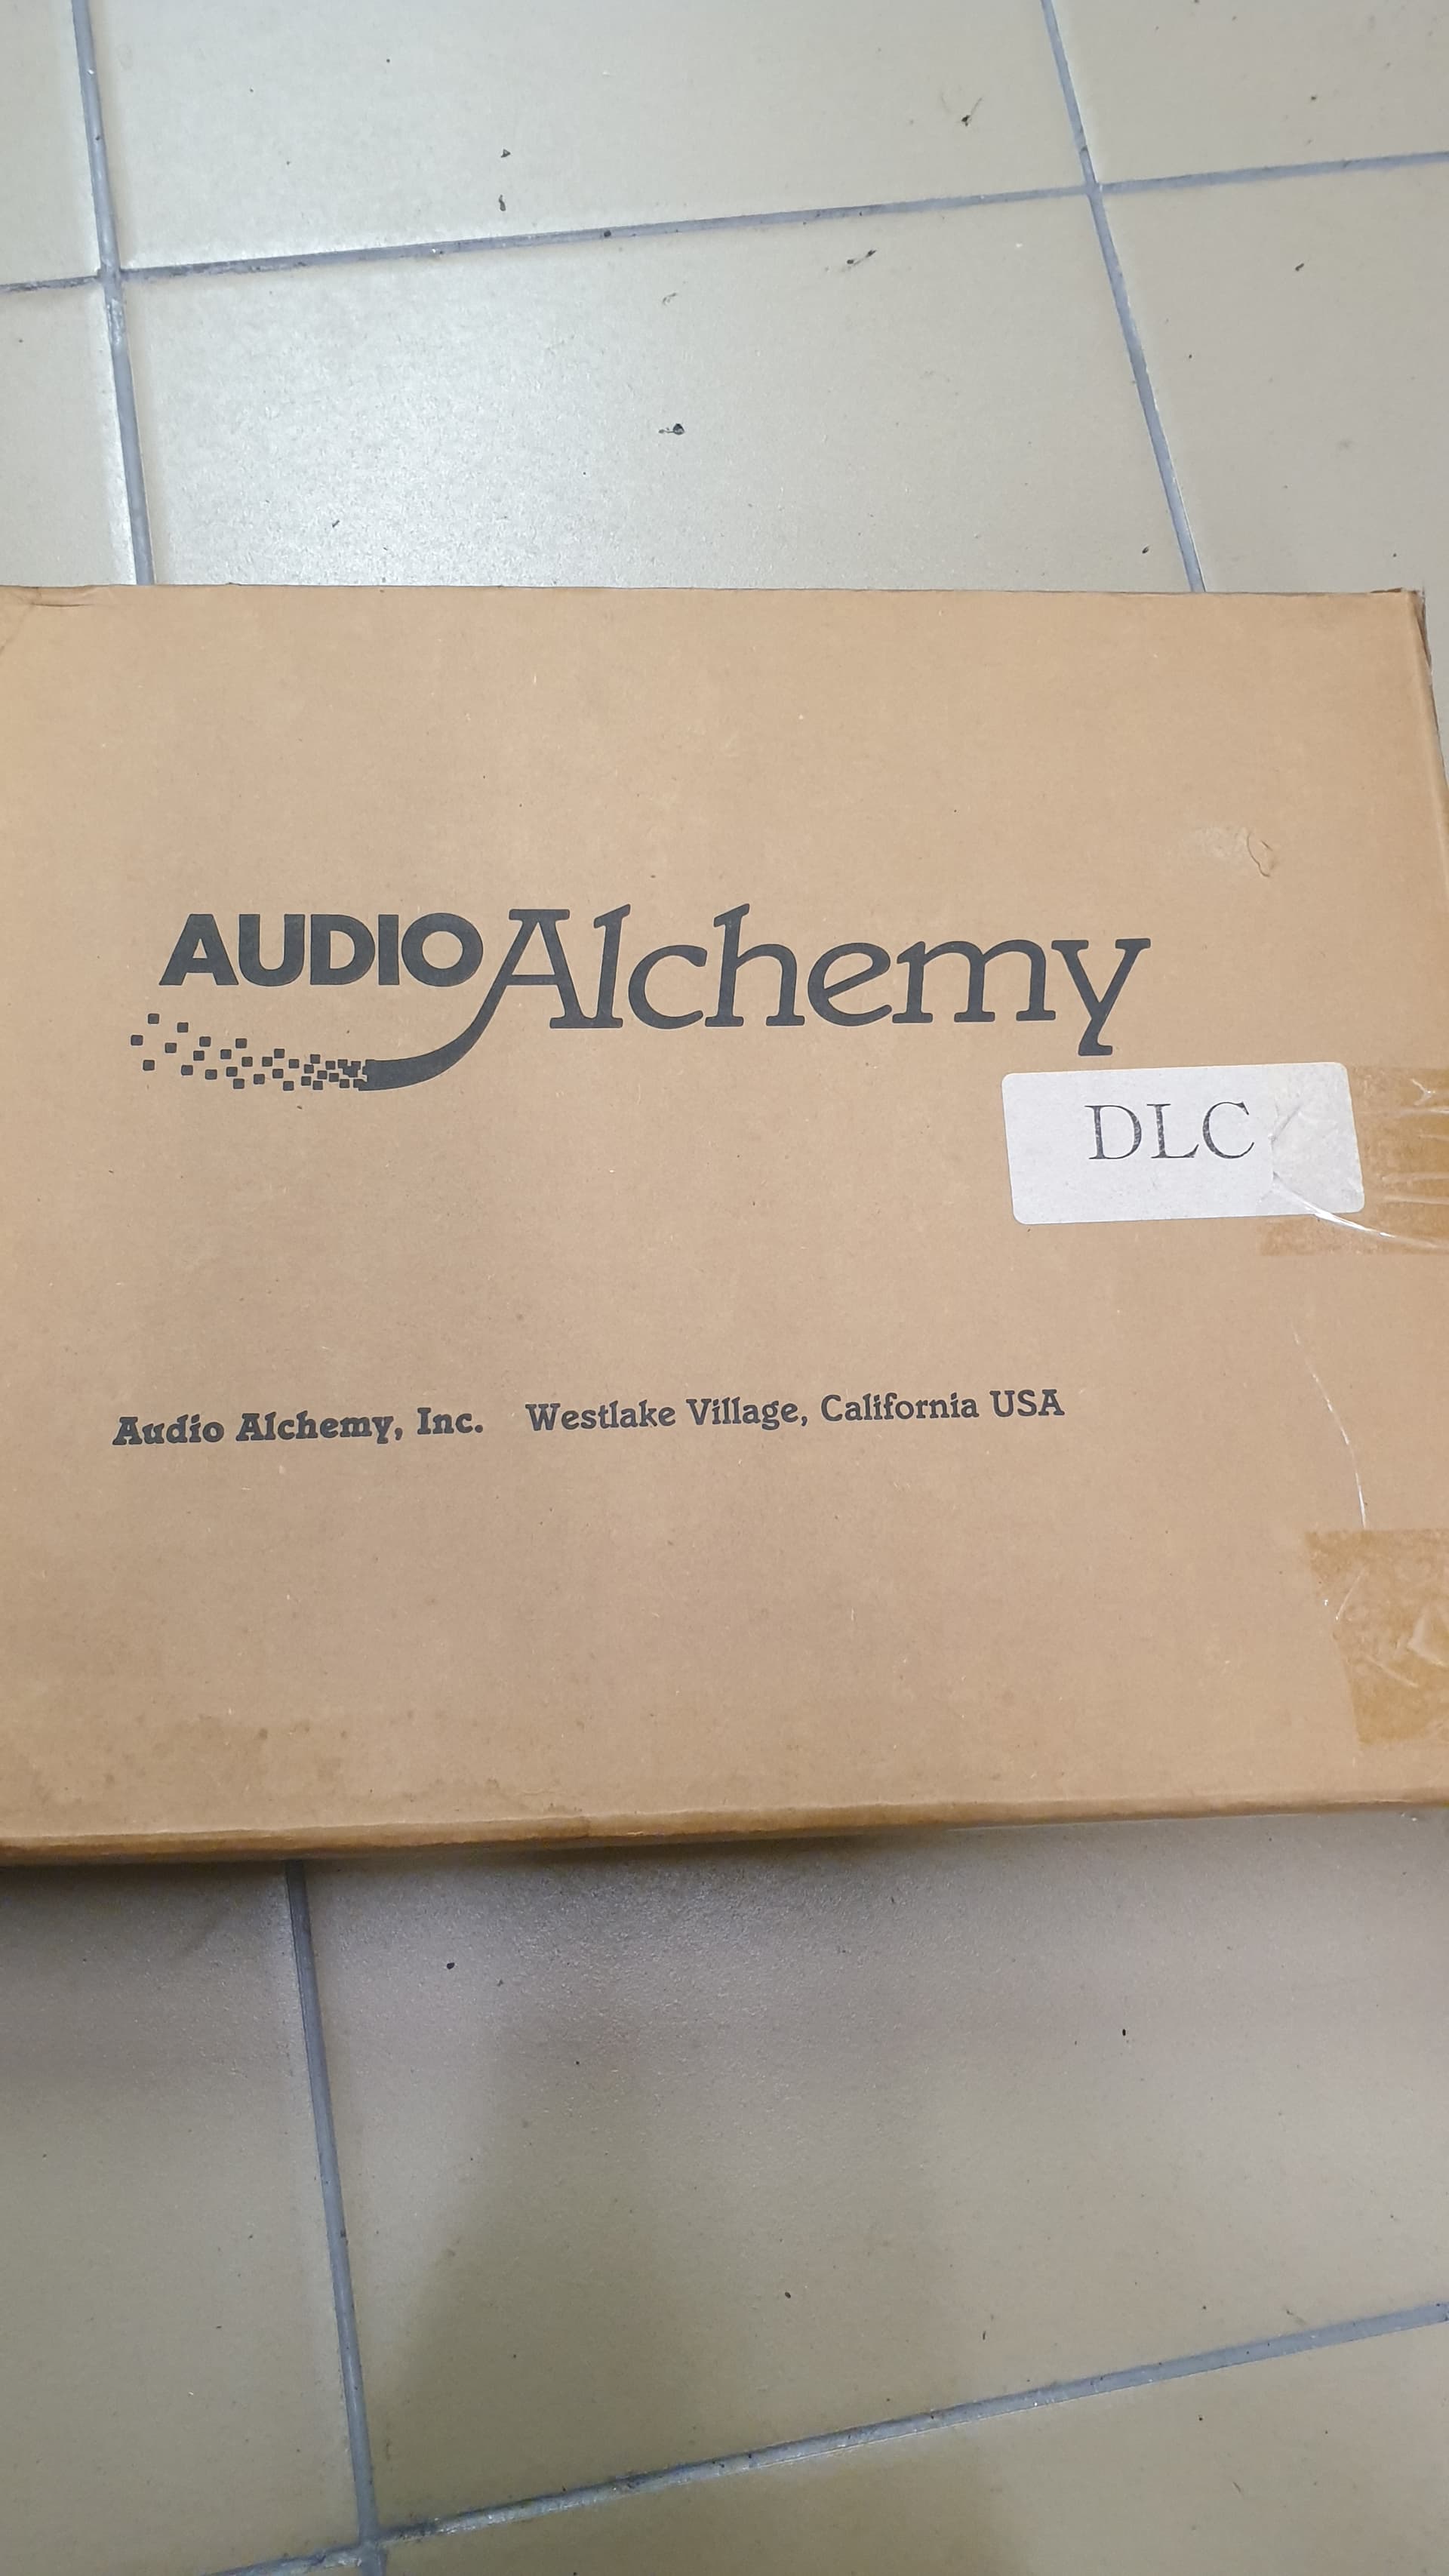 AUDIO Alchemy
DLC
Audio Alchemy, Inc. Westlake Village, California USA